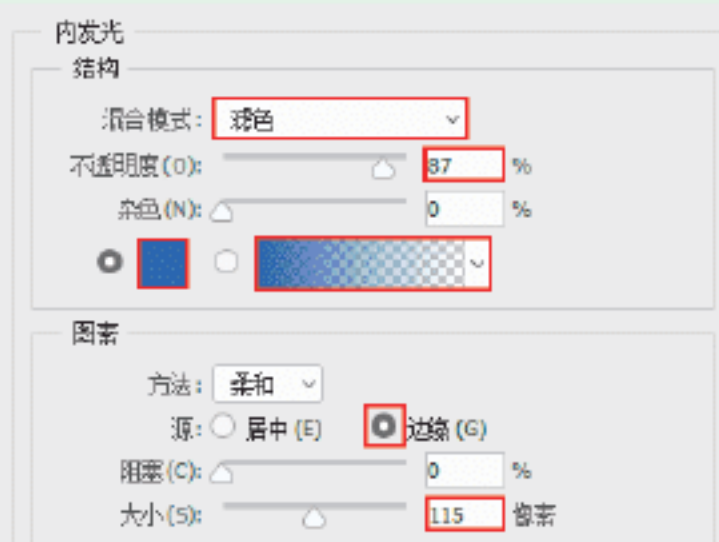 内发光
结构
混合模式: 滤色
不透明度(O): 87 %
杂色(N): 0 %
图素
方法: 柔和
源: 居中(E) 边缘(G)
阻塞(C): 0 %
大小(S): 115 像素